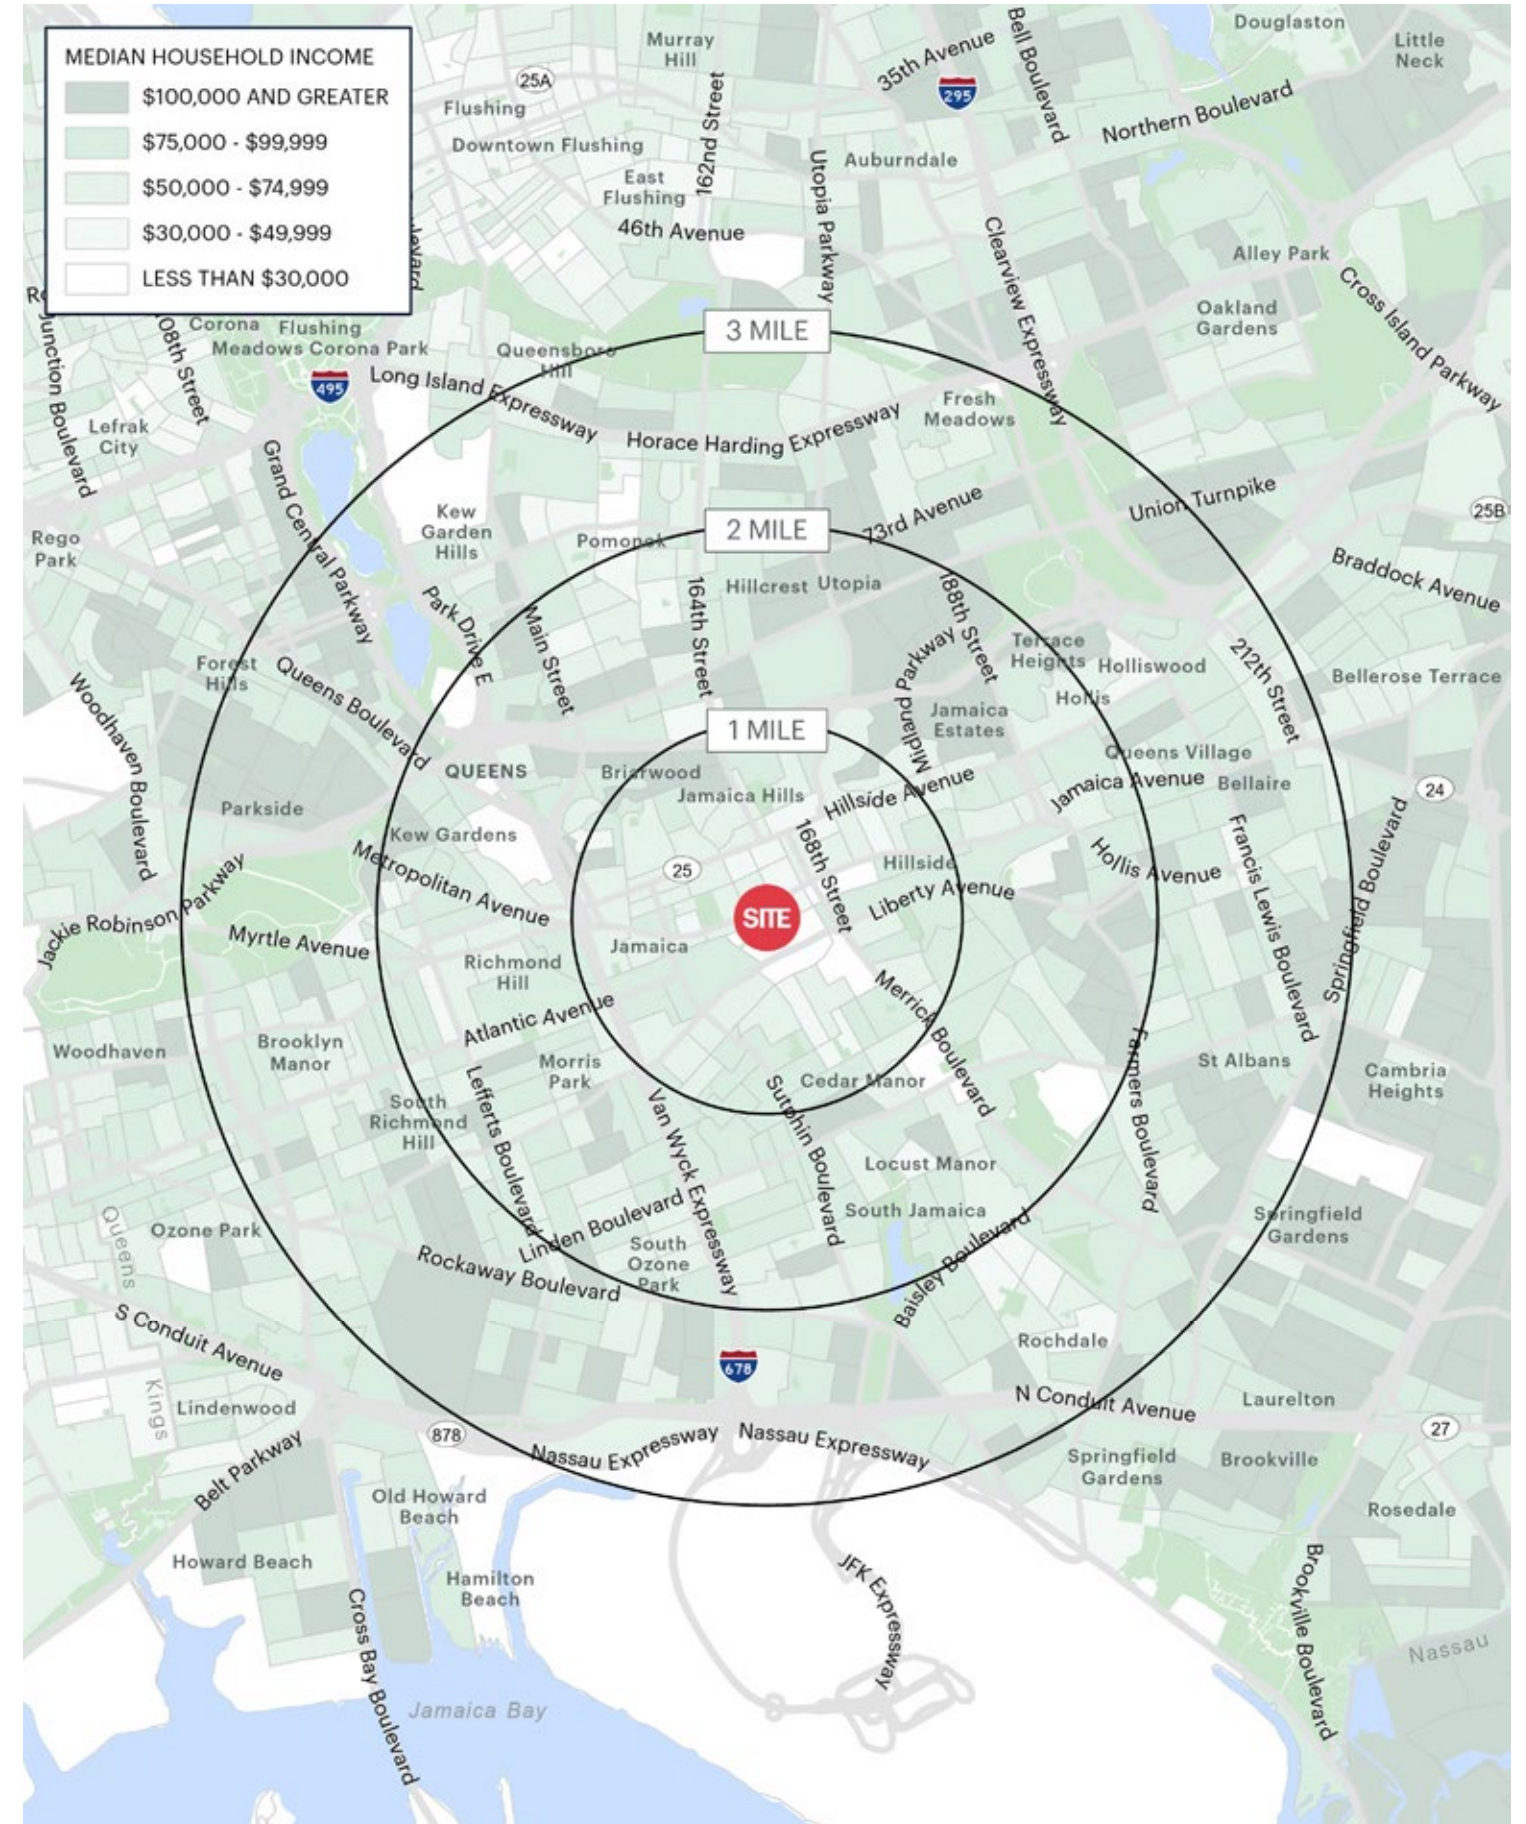 MEDIAN HOUSEHOLD INCOME
$100,000 AND GREATER
$75,000 - $99,999
$50,000 - $74,999
$30,000 - $49,999
LESS THAN $30,000
Murray
Hill
35th Avenue
295
Bell Boulevard
Douglaston
Little
Neck
25A
Flushing
Downtown Flushing
162nd Street
Northern Boulevard
Auburndale
East
Flushing
46th Avenue
Utopia Parkway
Clearview Expressway
Alley Park
Oakland
Gardens
Cross Island Parkway
Corona
Flushing
Meadows Corona Park
108th Street
Junction Boulevard
495
Queensboro
Hill
3 MILE
Long Island Expressway
Horace Harding Expressway
Fresh
Meadows
Lefrak
City
Grand Central Parkway
Kew
Garden
Hills
Rego
Park
Pomonok
2 MILE
73rd Avenue
Union Turnpike
25B
Braddock Avenue
Hillcrest
Utopia
164th Street
188th Street
Park Drive E
Main Street
Midland Parkway
Terrace
Heights
Holliswood
Hollis
212th Street
Bellerose Terrace
Forest
Hills
Queens Boulevard
Woodhaven Boulevard
Jamaica
Estates
1 MILE
QUEENS
Briarwood
Jamaica Hills
Hillside Avenue
Queens Village
Jamaica Avenue
Bellaire
24
Parkside
Kew Gardens
Metropolitan Avenue
25
168th Street
Hillside
Liberty Avenue
Hollis Avenue
Francis Lewis Boulevard
Springfield Boulevard
Jackie Robinson Parkway
Myrtle Avenue
SITE
Jamaica
Richmond
Hill
Atlantic Avenue
Merrick Boulevard
Woodhaven
Brooklyn
Manor
Morris
Park
Cedar Manor
Farmers Boulevard
St Albans
Cambria
Heights
South
Richmond
Hill
Lefferts Boulevard
Van Wyck Expressway
Sutphin Boulevard
Locust Manor
South Jamaica
Springfield
Gardens
Queens
Ozone Park
Linden Boulevard
South
Ozone
Park
Rockaway Boulevard
Baisley Boulevard
S Conduit Avenue
Rochdale
678
Kings
Lindenwood
N Conduit Avenue
Laurelton
27
878
Belt Parkway
Nassau Expressway
Nassau Expressway
Springfield
Gardens
Brookville
Old Howard
Beach
Rosedale
Howard Beach
Hamilton
Beach
JFK Expressway
Brookville Boulevard
Nassau
Cross Bay Boulevard
Jamaica Bay